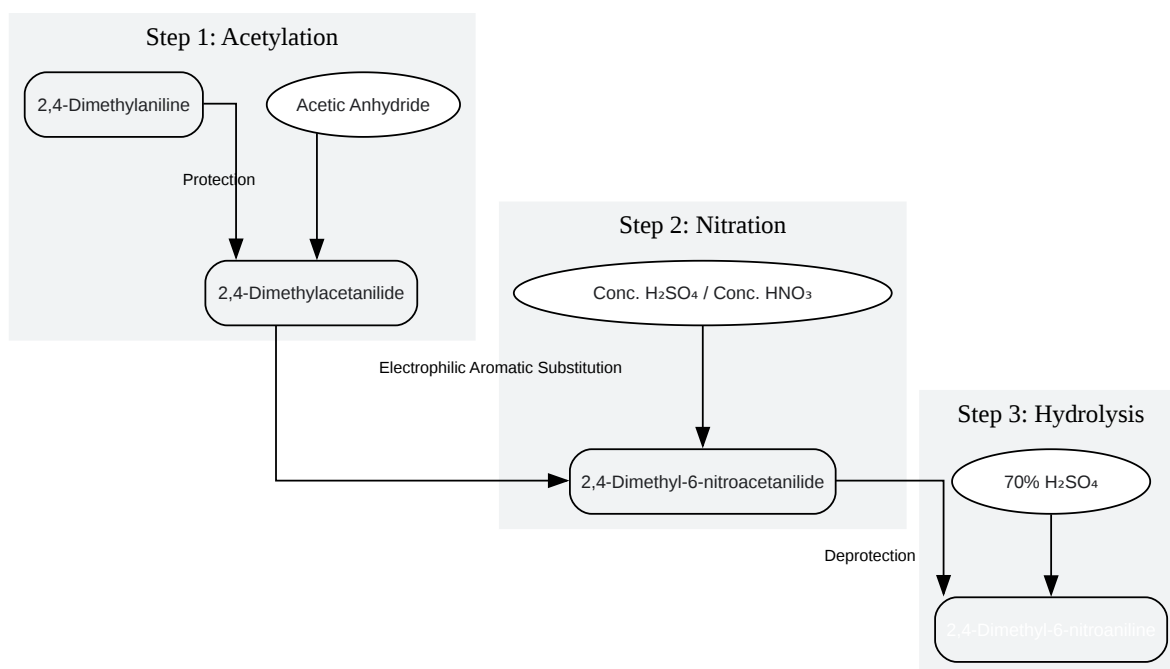 Step 1: Acetylation
2,4-Dimethylaniline
Acetic Anhydride
Protection
2,4-Dimethylacetanilide
Step 2: Nitration
Conc. H₂SO₄ / Conc. HNO₃
Electrophilic Aromatic Substitution
2,4-Dimethyl-6-nitroacetanilide
Step 3: Hydrolysis
70% H₂SO₄
Deprotection
2,4-Dimethyl-6-nitroaniline